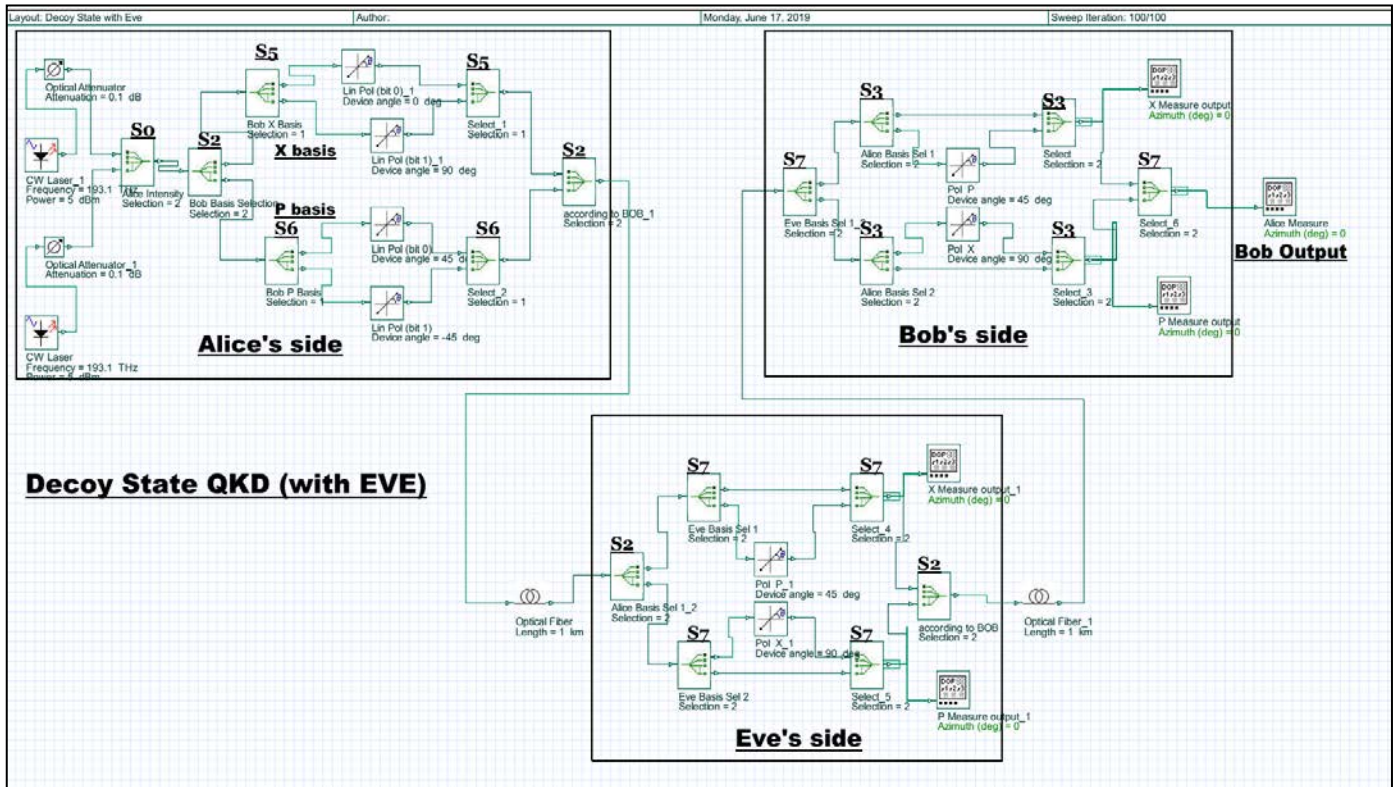 Layout: Decoy State with Eve
Author:
Monday, June 17, 2019
Sweep Iteration: 100/100
Optical Attenuator
Attenuation = 0.1 dB
CW Laser_1
Frequency = 193.1 THz
Power = 5 dBm
Optical Attenuator_1
Attenuation = 0.1 dB
CW Laser
Frequency = 193.1 THz
Power = 5 dBm
S0
Alice Intensity
Selection = 2
S2
Bob Basis Selection
Selection = 2
S5
Bob X Basis
Selection = 1
X basis
Lin Pol (bit 0)_1
Device angle = 0 deg
Lin Pol (bit 1)_1
Device angle = 90 deg
S5
Select_1
Selection = 1
P basis
S6
Bob P Basis
Selection = 1
Lin Pol (bit 0)
Device angle = 45 deg
Lin Pol (bit 1)
Device angle = -45 deg
S6
Select_2
Selection = 1
S2
according to BOB_1
Selection = 2
Alice's side
S7
Eve Basis Sel 1_2
Selection = 2
S3
Alice Basis Sel 1
Selection = 2
Pol P
Device angle = 45 deg
S3
Select
Selection = 2
X Measure output
Azimuth (deg) = 0
S3
Alice Basis Sel 2
Selection = 2
Pol X
Device angle = 90 deg
S3
Select_3
Selection = 2
S7
Select_6
Selection = 2
Alice Measure
Azimuth (deg) = 0
Bob Output
P Measure output
Azimuth (deg) = 0
Bob's side
Decoy State QKD (with EVE)
Optical Fiber
Length = 1 km
S2
Alice Basis Sel 1_2
Selection = 2
S7
Eve Basis Sel 1
Selection = 2
Pol P_1
Device angle = 45 deg
S7
Select_4
Selection = 2
X Measure output_1
Azimuth (deg) = 0
S7
Eve Basis Sel 2
Selection = 2
Pol X_1
Device angle = 90 deg
S7
Select_5
Selection = 2
S2
according to BOB
Selection = 2
P Measure output_1
Azimuth (deg) = 0
Optical Fiber_1
Length = 1 km
Eve's side